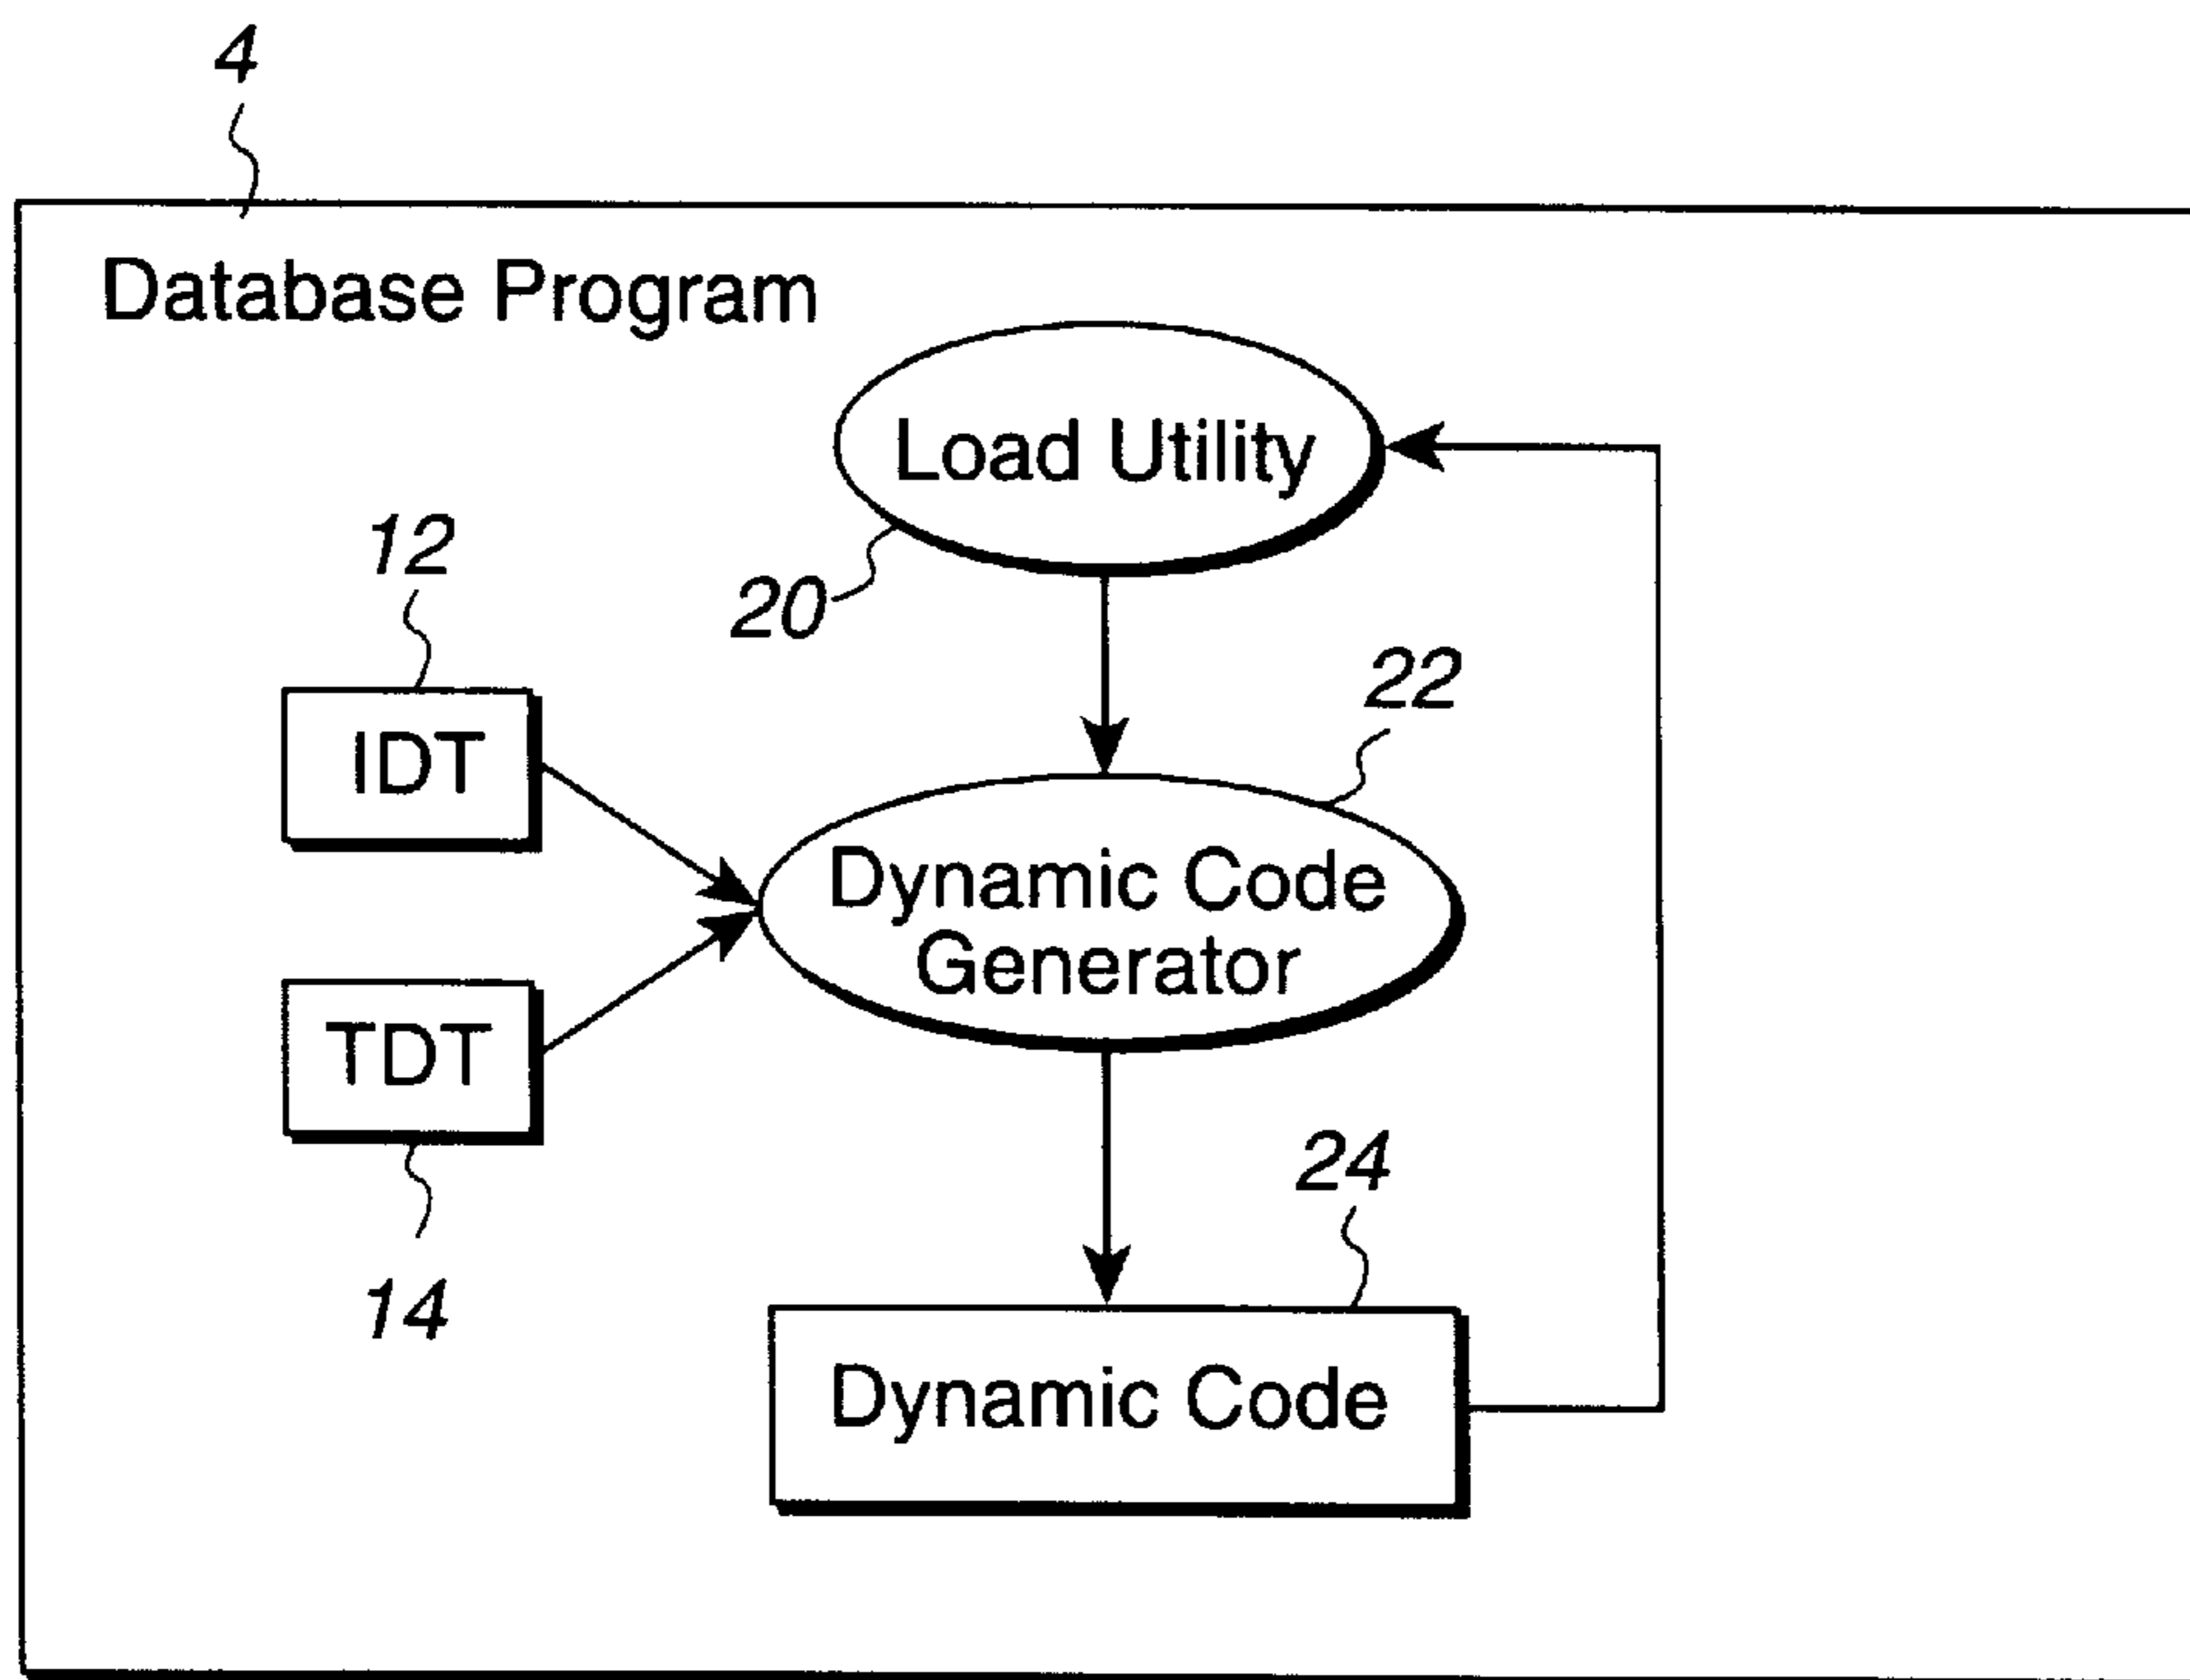 4
Database Program
Load Utility
12
20
22
IDT
Dynamic Code
Generator
TDT
24
14
Dynamic Code